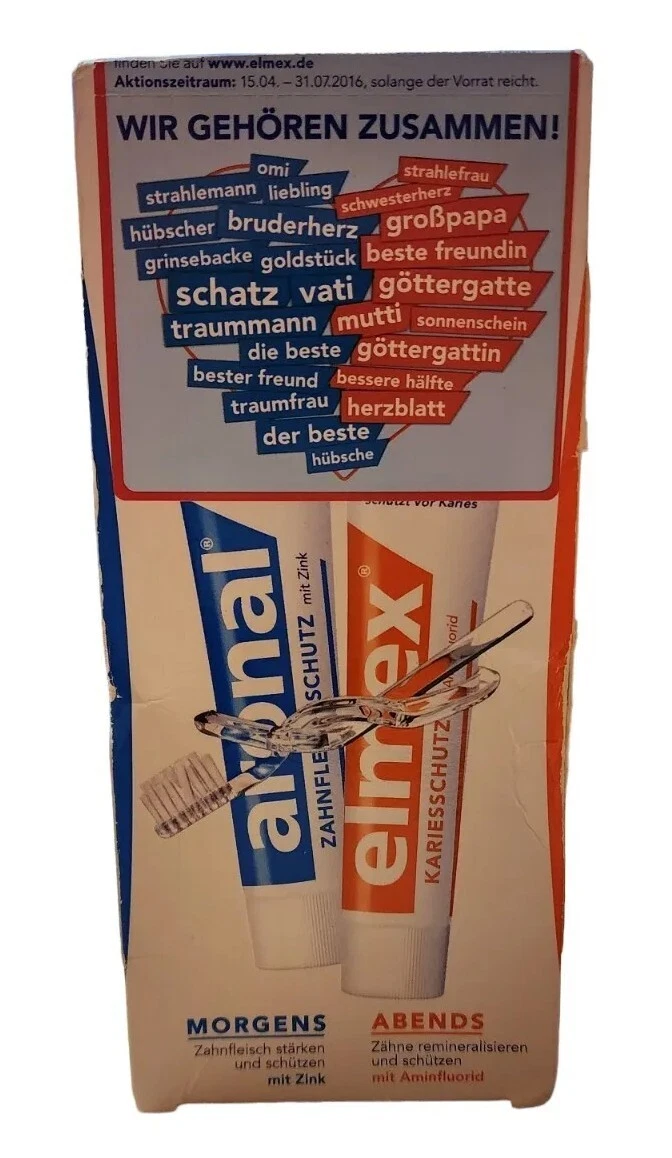 finden Sie auf www.elmex.de
Aktionszeitraum: 15.04. – 31.07.2016, solange der Vorrat reicht.
WIR GEHÖREN ZUSAMMEN!
omi
strahlefrau
strahlemann liebling
schwesterherz
hübscher bruderherz großpapa
grinsebacke goldstück beste freundin
schatz vati göttergatte
traummann mutti sonnenschein
die beste göttergattin
bester freund bessere hälfte
traumfrau herzblatt
der beste
hübsche
schützt vor Karies
aronal®
ZAHNFLE SCHUTZ mit Zink
elmex®
KARIESSCHUTZ
MORGENS
Zahnfleisch stärken
und schützen
mit Zink
ABENDS
Zähne remineralisieren
und schützen
mit Aminfluorid